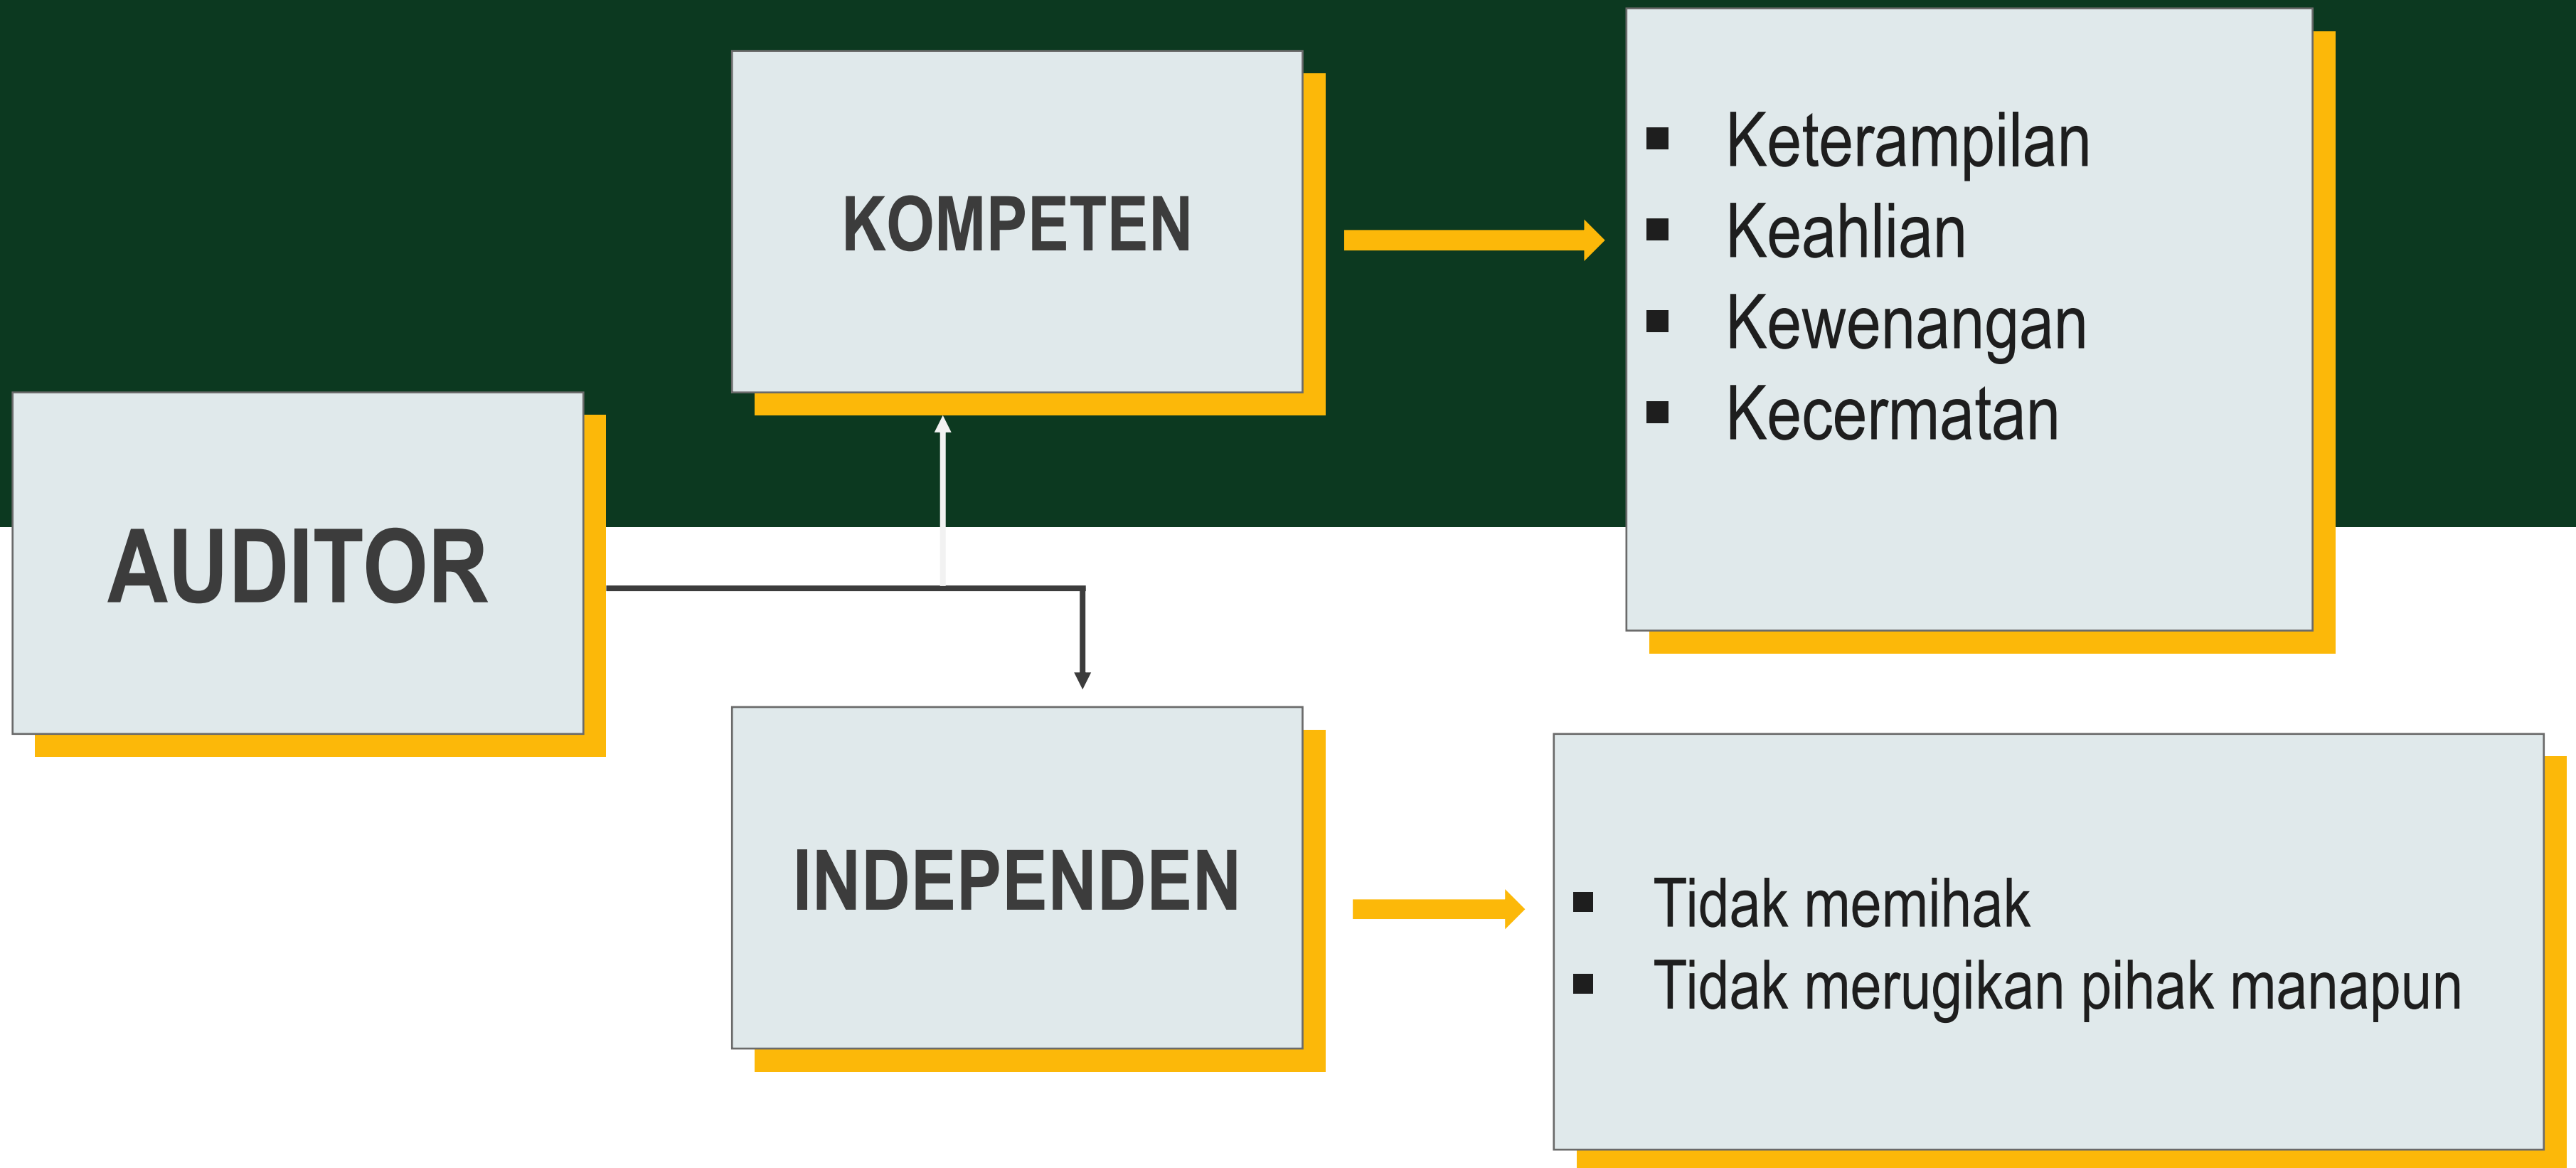 AUDITOR
KOMPETEN
▪ Keterampilan
▪ Keahlian
▪ Kewenangan
▪ Kecermatan
INDEPENDEN
▪ Tidak memihak
▪ Tidak merugikan pihak manapun